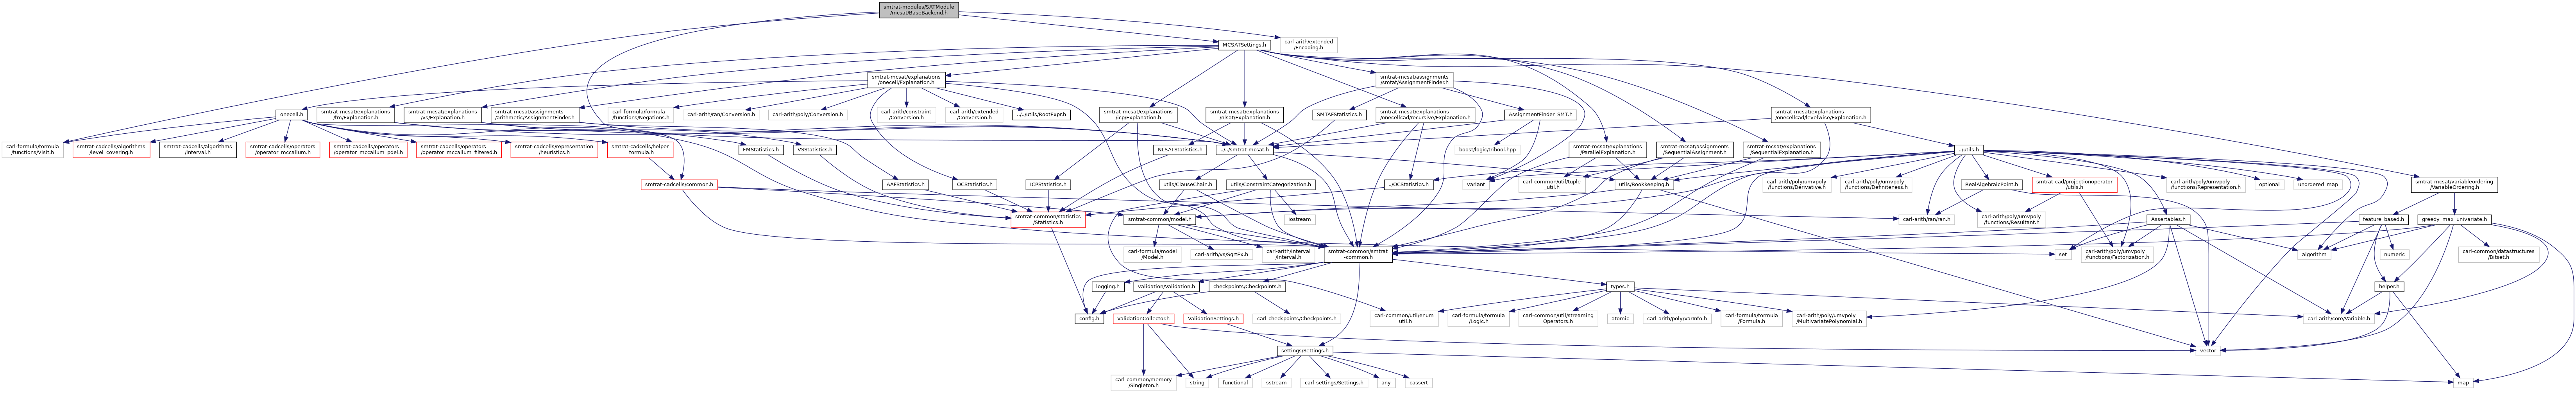 smtrat-modules/SATModule
/mcsat/BaseBackend.h
MCSATSettings.h
carl-arith/extended
/Encoding.h
smtrat-mcsat/explanations
/onecell/Explanation.h
smtrat-mcsat/assignments
/smtaf/AssignmentFinder.h
onecell.h
smtrat-mcsat/explanations
/fm/Explanation.h
smtrat-mcsat/explanations
/vs/Explanation.h
smtrat-mcsat/assignments
/arithmetic/AssignmentFinder.h
carl-formula/formula
/functions/Negations.h
carl-arith/ran/Conversion.h
carl-arith/poly/Conversion.h
carl-arith/constraint
/Conversion.h
carl-arith/extended
/Conversion.h
../../utils/RootExpr.h
smtrat-mcsat/explanations
/icp/Explanation.h
smtrat-mcsat/explanations
/nlsat/Explanation.h
SMTAFStatistics.h
smtrat-mcsat/explanations
/onecellcad/recursive/Explanation.h
AssignmentFinder_SMT.h
smtrat-mcsat/explanations
/onecellcad/levelwise/Explanation.h
carl-formula/formula
/functions/Visit.h
smtrat-cadcells/algorithms
/level_covering.h
smtrat-cadcells/algorithms
/interval.h
smtrat-cadcells/operators
/operator_mccallum.h
smtrat-cadcells/operators
/operator_mccallum_pdel.h
smtrat-cadcells/operators
/operator_mccallum_filtered.h
smtrat-cadcells/representation
/heuristics.h
smtrat-cadcells/helper
_formula.h
FMStatistics.h
VSStatistics.h
NLSATStatistics.h
../../smtrat-mcsat.h
boost/logic/tribool.hpp
smtrat-mcsat/explanations
/ParallelExplanation.h
smtrat-mcsat/assignments
/SequentialAssignment.h
smtrat-mcsat/explanations
/SequentialExplanation.h
../utils.h
smtrat-cadcells/common.h
AAFStatistics.h
OCStatistics.h
ICPStatistics.h
utils/ClauseChain.h
utils/ConstraintCategorization.h
../OCStatistics.h
variant
carl-common/util/tuple
_util.h
utils/Bookkeeping.h
carl-arith/poly/umvpoly
/functions/Derivative.h
carl-arith/poly/umvpoly
/functions/Definiteness.h
RealAlgebraicPoint.h
smtrat-cad/projectionoperator
/utils.h
carl-arith/poly/umvpoly
/functions/Representation.h
optional
unordered_map
smtrat-mcsat/variableordering
/VariableOrdering.h
smtrat-common/statistics
/Statistics.h
smtrat-common/model.h
iostream
carl-arith/ran/ran.h
carl-arith/poly/umvpoly
/functions/Resultant.h
Assertables.h
feature_based.h
greedy_max_univariate.h
carl-formula/model
/Model.h
carl-arith/vs/SqrtEx.h
carl-arith/interval
/Interval.h
smtrat-common/smtrat
-common.h
set
carl-arith/poly/umvpoly
/functions/Factorization.h
algorithm
numeric
carl-common/datastructures
/Bitset.h
logging.h
validation/Validation.h
checkpoints/Checkpoints.h
types.h
helper.h
config.h
ValidationCollector.h
ValidationSettings.h
carl-checkpoints/Checkpoints.h
carl-common/util/enum
_util.h
carl-formula/formula
/Logic.h
carl-common/util/streaming
Operators.h
atomic
carl-arith/poly/VarInfo.h
carl-formula/formula
/Formula.h
carl-arith/poly/umvpoly
/MultivariatePolynomial.h
carl-arith/core/Variable.h
settings/Settings.h
vector
carl-common/memory
/Singleton.h
string
functional
sstream
carl-settings/Settings.h
any
cassert
map